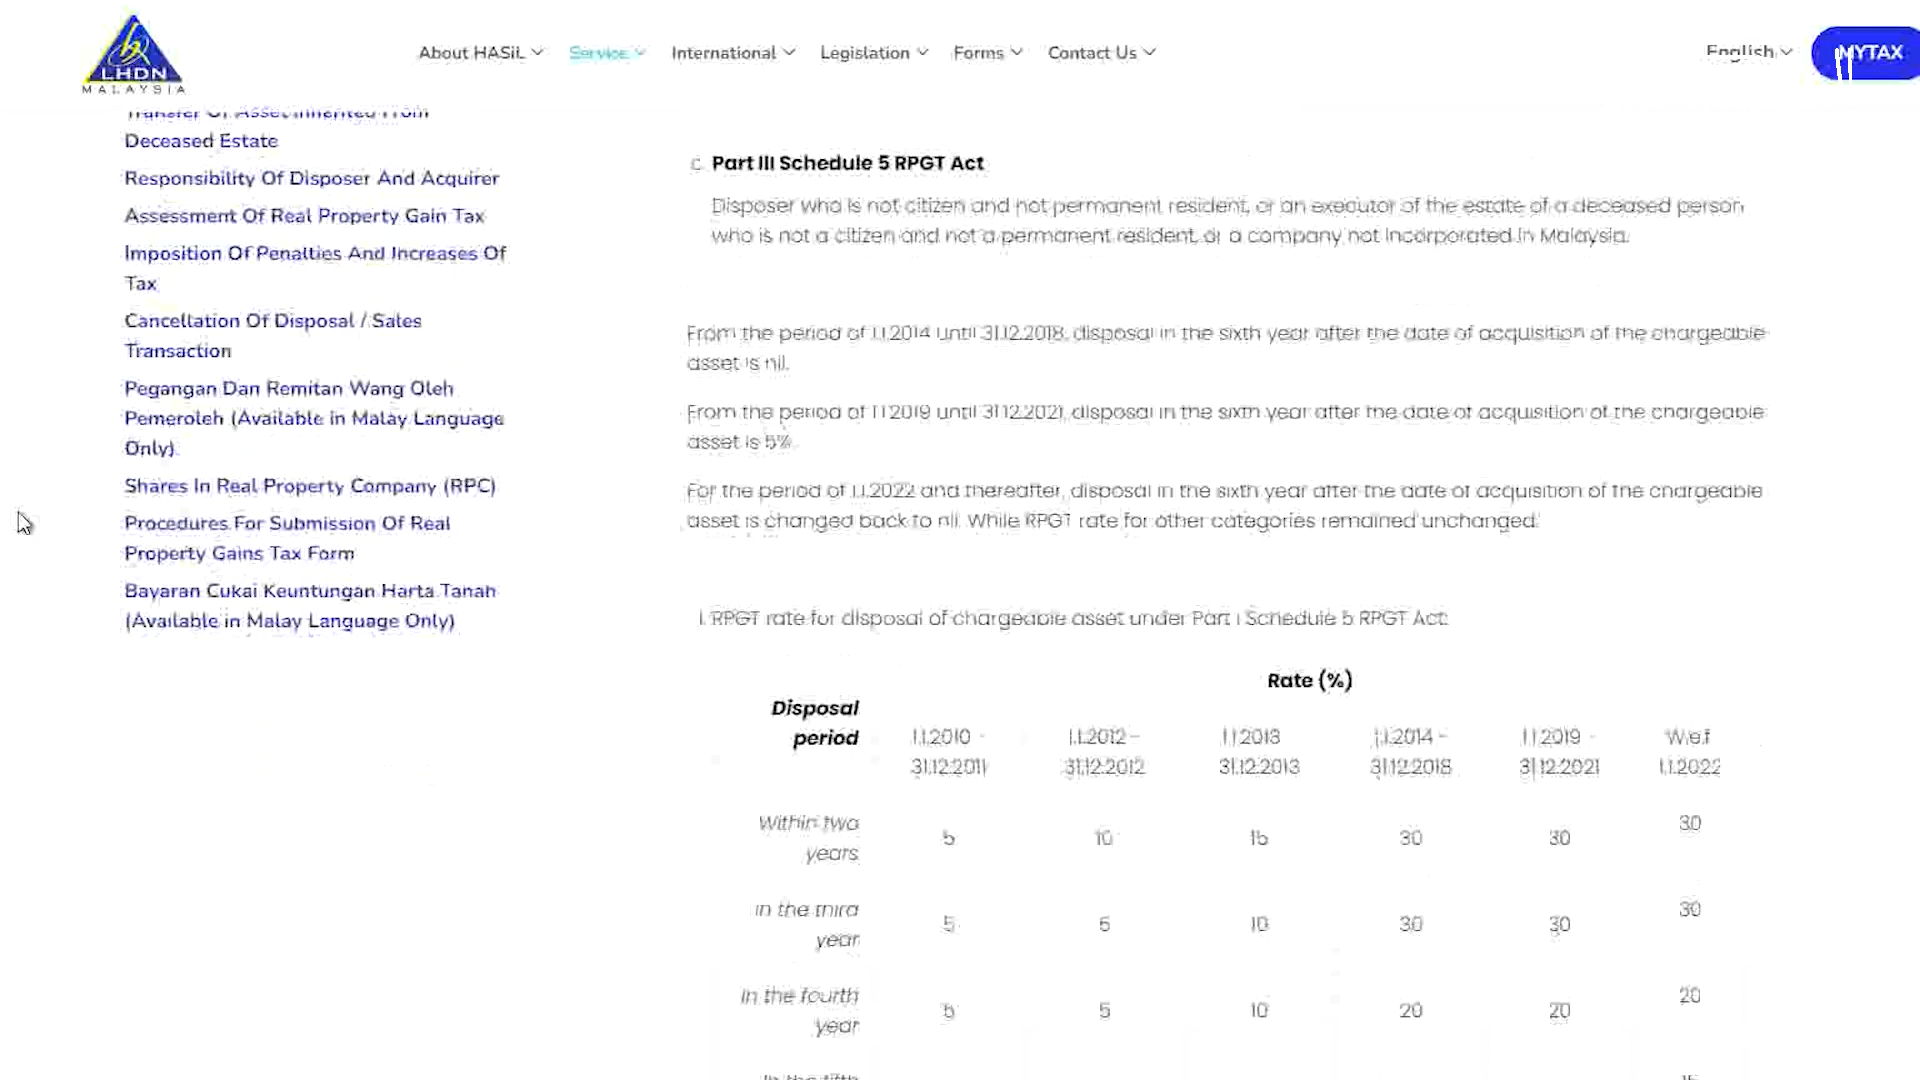 LHDN
MALAYSIA
About HASiL
Service
International
Legislation
Forms
Contact Us
English
MYTAX
Transfer Of Asset Inherited From
Deceased Estate
Responsibility Of Disposer And Acquirer
Assessment Of Real Property Gain Tax
Imposition Of Penalties And Increases Of
Tax
Cancellation Of Disposal / Sales
Transaction
Pegangan Dan Remitan Wang Oleh
Pemeroleh (Available in Malay Language
Only)
Shares In Real Property Company (RPC)
Procedures For Submission Of Real
Property Gains Tax Form
Bayaran Cukai Keuntungan Harta Tanah
(Available in Malay Language Only)
c. Part III Schedule 5 RPGT Act
Disposer who is not citizen and not permanent resident, or an executor of the estate of a deceased person
who is not a citizen and not a permanent resident, or a company not incorporated in Malaysia.
From the period of 1.1.2014 until 31.12.2018, disposal in the sixth year after the date of acquisition of the chargeable
asset is nil.
From the period of 1.1.2019 until 31.12.2021, disposal in the sixth year after the date of acquisition of the chargeable
asset is 5%.
For the period of 1.1.2022 and thereafter, disposal in the sixth year after the date of acquisition of the chargeable
asset is changed back to nil. While RPGT rate for other categories remained unchanged.
i. RPGT rate for disposal of chargeable asset under Part I Schedule 5 RPGT Act:
Rate (%)
Disposal
period
1.1.2010 - 1.1.2012 – 1.1.2013 1.1.2014 - 1.1.2019 - W.e.f
31.12.2011 31.12.2012 31.12.2013 31.12.2018 31.12.2021 1.1.2022
Within two
years
5 10 15 30 30 30
In the third
year
5 5 10 30 30 30
In the fourth
year
5 5 10 20 20 20
In the fifth
15